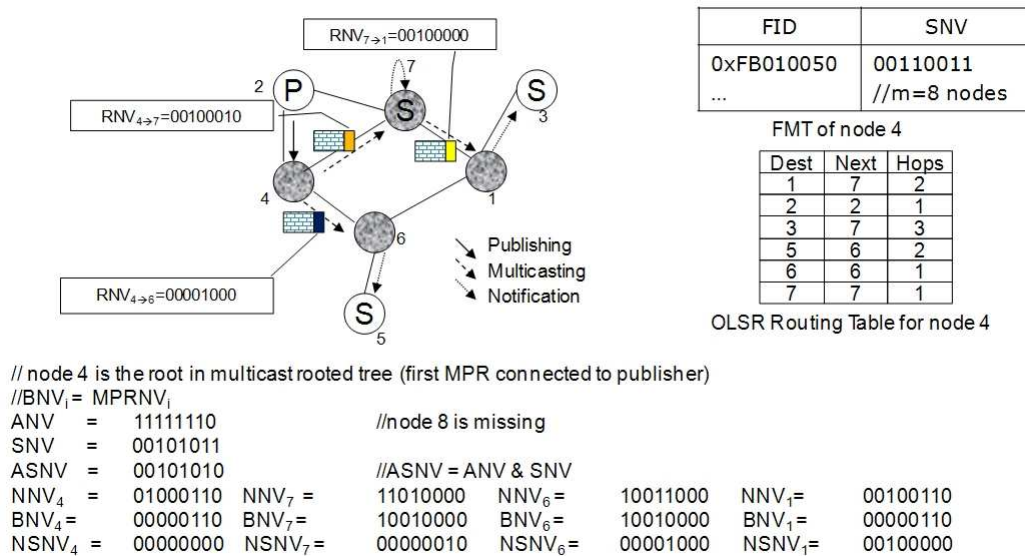 RNV7→1=00100000
FID SNV
0xFB010050 00110011
... //m=8 nodes
FMT of node 4
7
2 P
S
S
3
RNV4→7=00100010
4
1
6
RNV4→6=00001000
S
5
Publishing
Multicasting
Notification
Dest Next Hops
1 7 2
2 2 1
3 7 3
5 6 2
6 6 1
7 7 1
OLSR Routing Table for node 4
// node 4 is the root in multicast rooted tree (first MPR connected to publisher)
//BNVi = MPRNVi
ANV = 11111110 //node 8 is missing
SNV = 00101011
ASNV = 00101010 //ASNV = ANV & SNV
NNV4 = 01000110 NNV7 = 11010000 NNV6 = 10011000 NNV1= 00100110
BNV4 = 00000110 BNV7= 10010000 BNV6 = 10010000 BNV1= 00000110
NSNV4 = 00000000 NSNV7= 00000010 NSNV6 = 00001000 NSNV1= 00100000